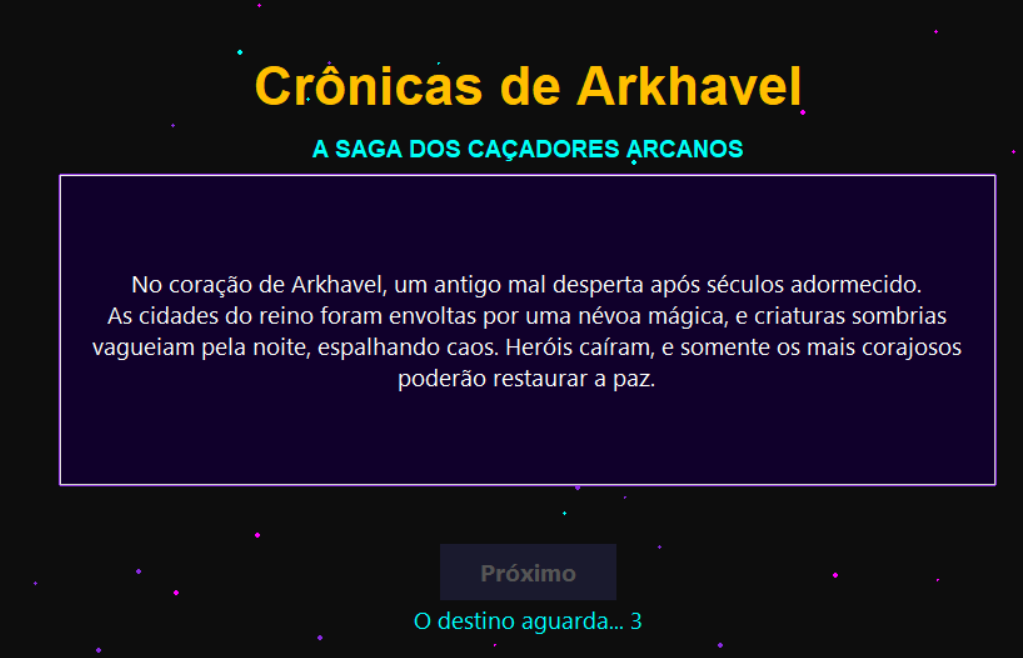 Crônicas de Arkhavel
A SAGA DOS CAÇADORES ARCANOS
No coração de Arkhavel, um antigo mal desperta após séculos adormecido.
As cidades do reino foram envoltas por uma névoa mágica, e criaturas sombrias
vagueiam pela noite, espalhando caos. Heróis caíram, e somente os mais corajosos
poderão restaurar a paz.
Próximo
O destino aguarda... 3